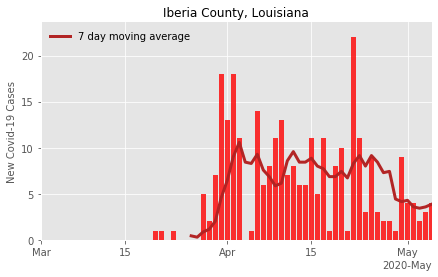 Iberia County, Louisiana
7 day moving average
New Covid-19 Cases
20
15
10
5
0
Mar 15 Apr 15 May
2020-May